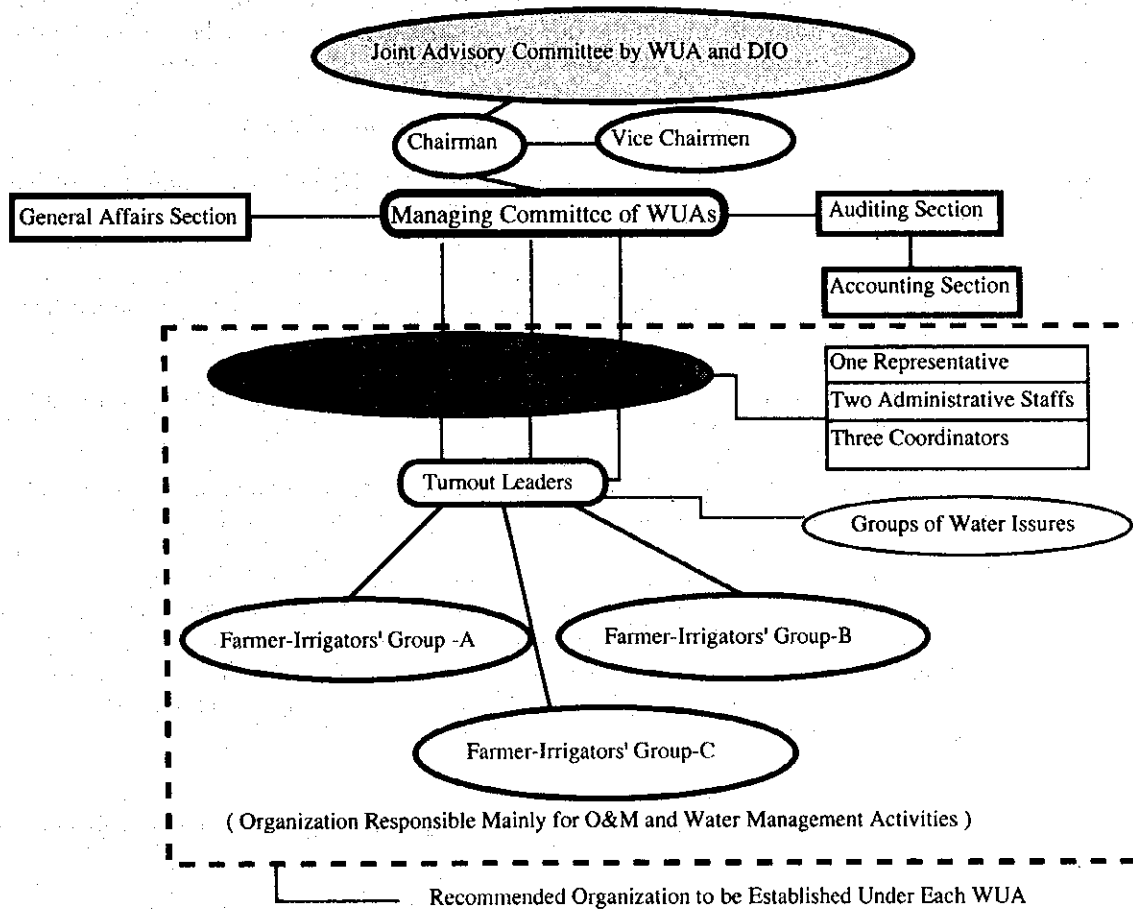 Joint Advisory Committee by WUA and DIO
Chairman
Vice Chairmen
General Affairs Section
Managing Committee of WUAs
Auditing Section
Accounting Section
One Representative
Two Administrative Staffs
Three Coordinators
Turnout Leaders
Groups of Water Issures
Farmer-Irrigators' Group -A
Farmer-Irrigators' Group-B
Farmer-Irrigators' Group-C
( Organization Responsible Mainly for O&M and Water Management Activities )
Recommended Organization to be Established Under Each WUA